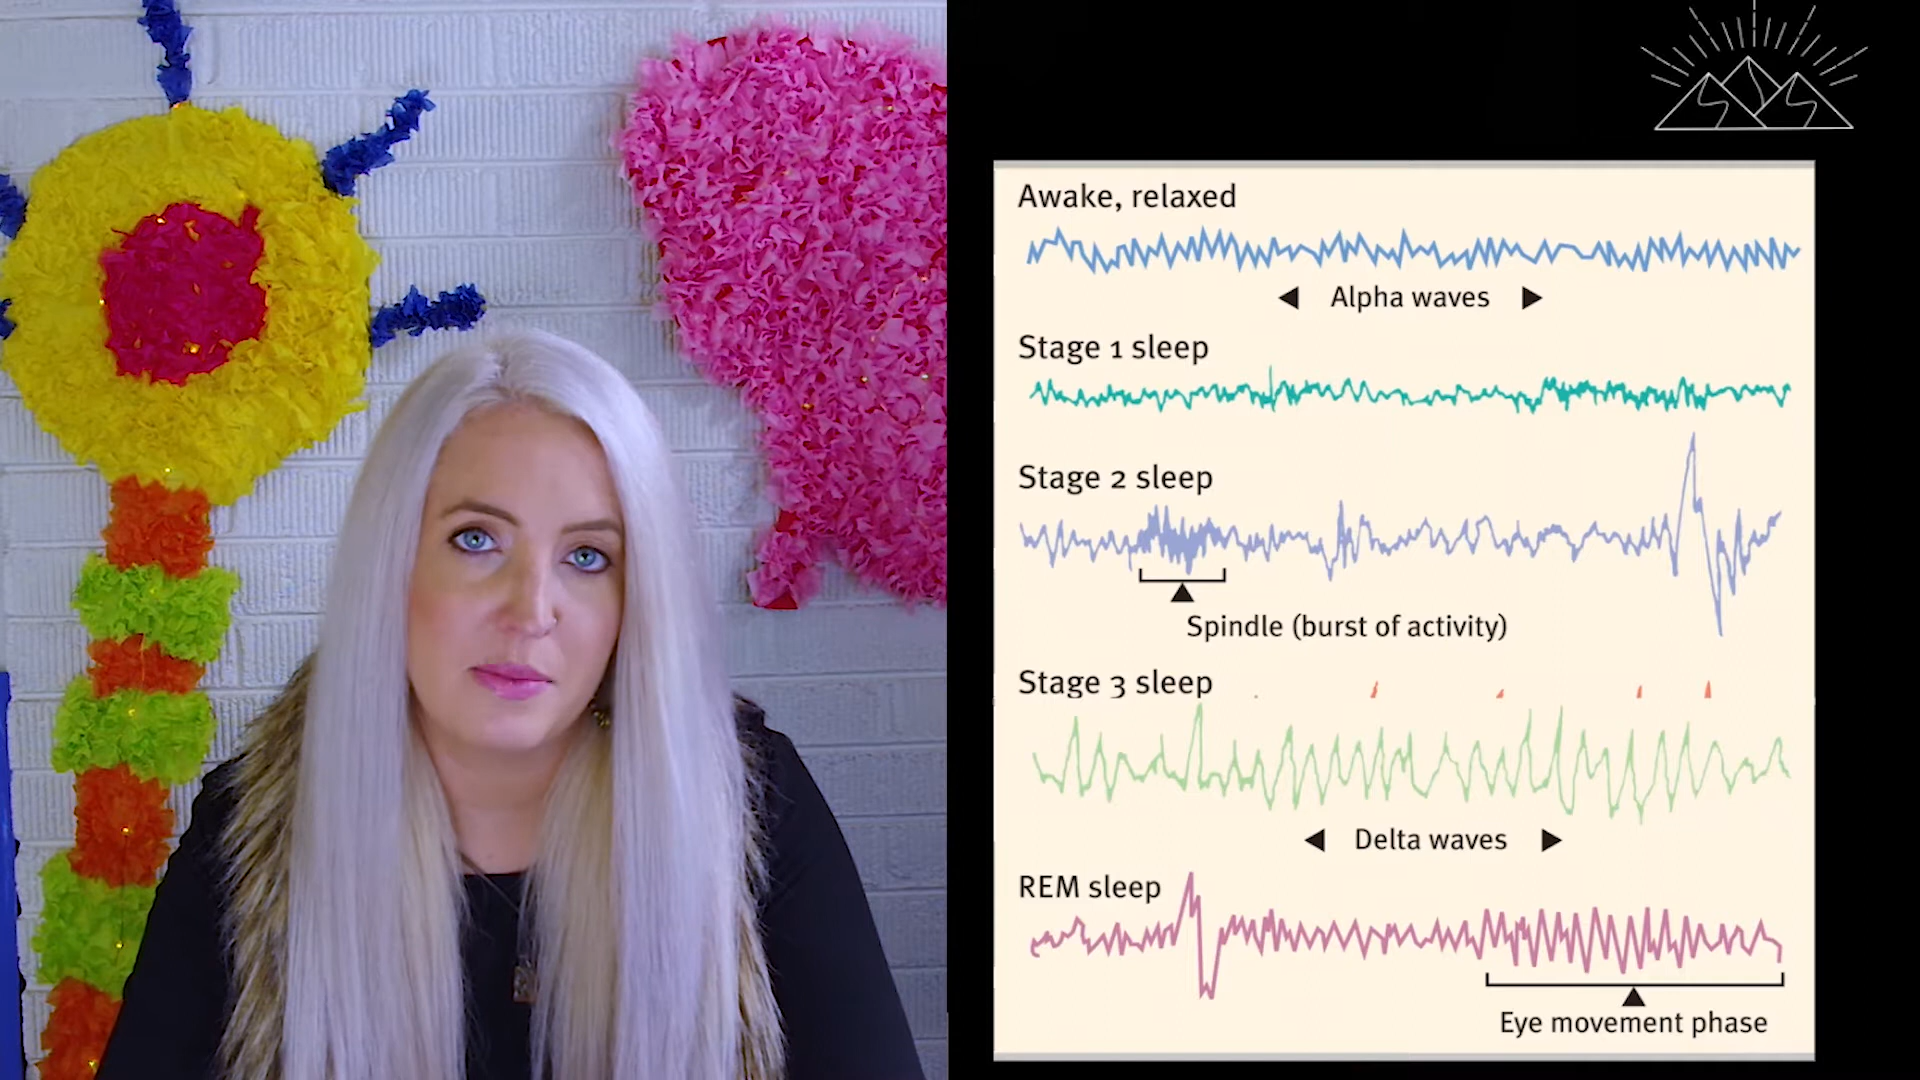 Awake, relaxed
Alpha waves
Stage 1 sleep
Stage 2 sleep
Spindle (burst of activity)
Stage 3 sleep
Delta waves
REM sleep
Eye movement phase